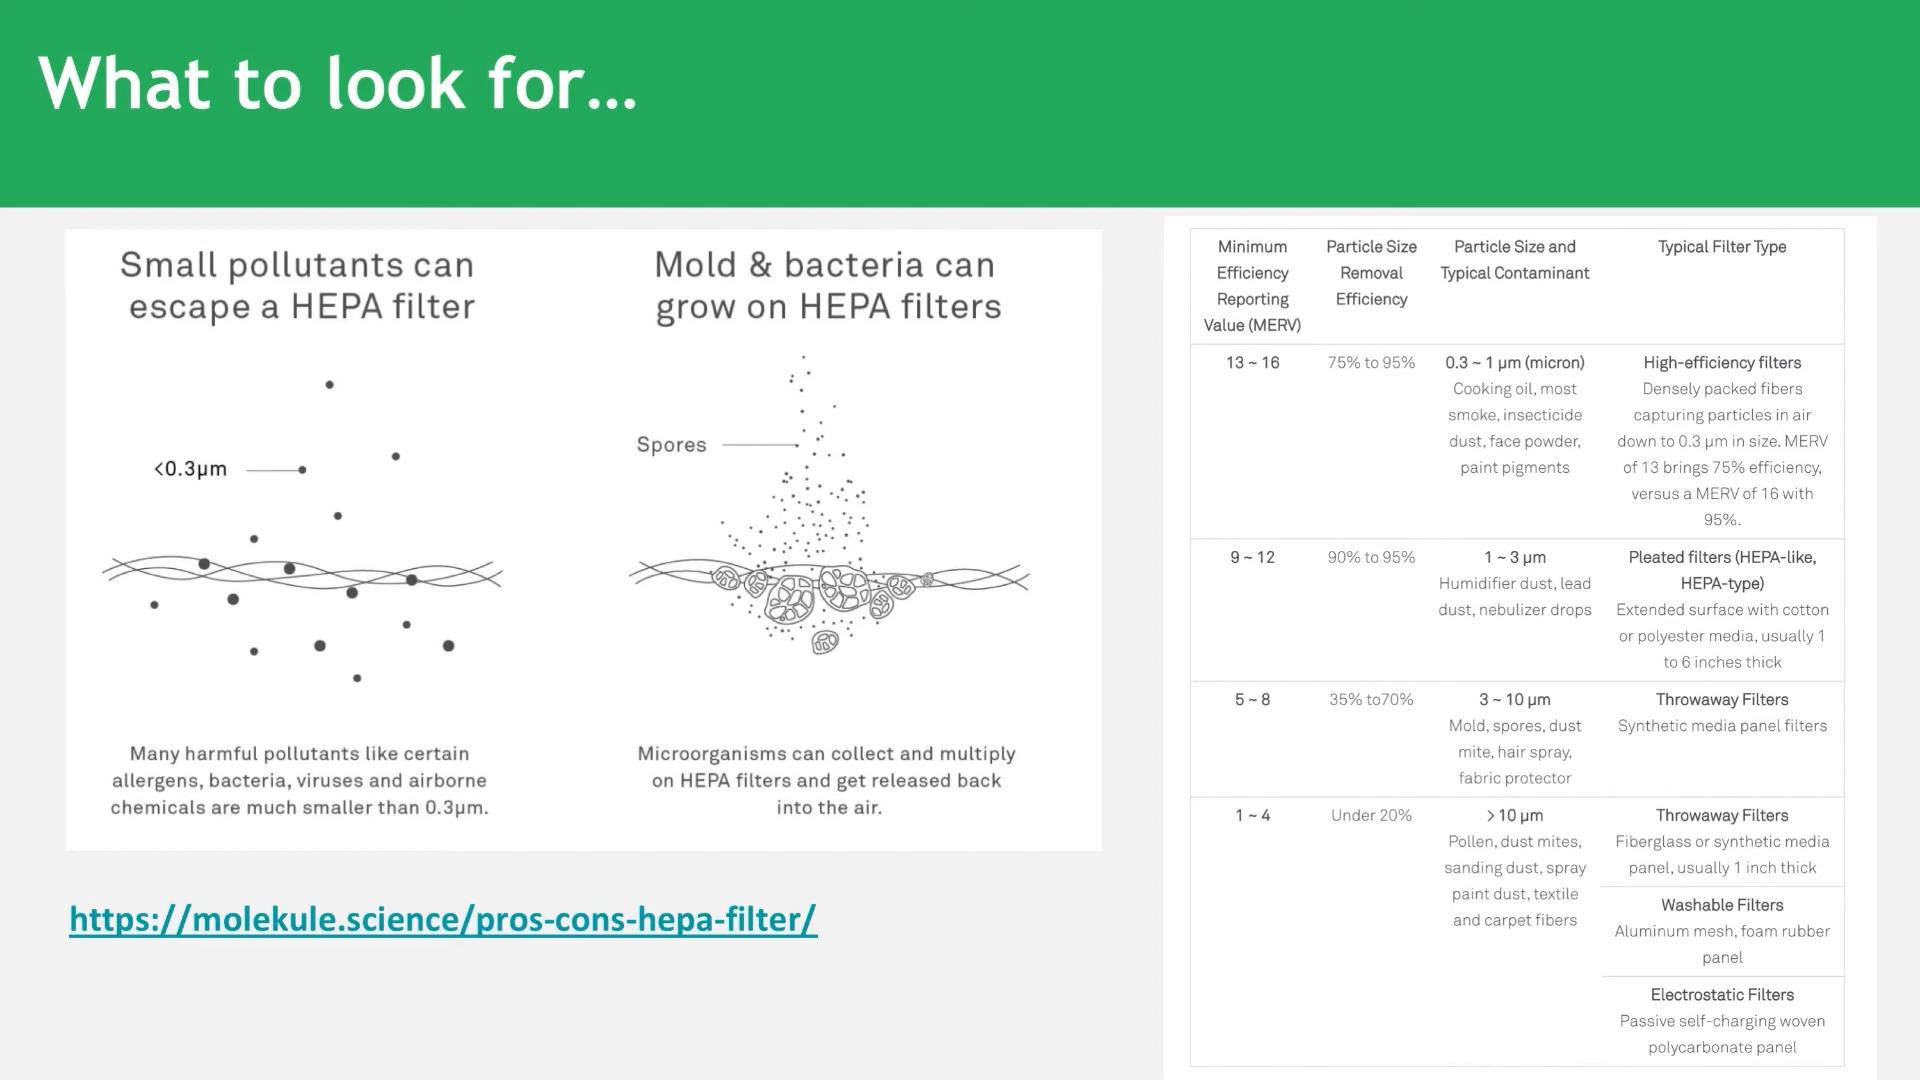 What to look for...
Small pollutants can
escape a HEPA filter
<0.3µm
Many harmful pollutants like certain
allergens, bacteria, viruses and airborne
chemicals are much smaller than 0.3µm.
Mold & bacteria can
grow on HEPA filters
Spores
Microorganisms can collect and multiply
on HEPA filters and get released back
into the air.
https://molekule.science/pros-cons-hepa-filter/
Minimum
Efficiency
Reporting
Value (MERV)
Particle Size
Removal
Efficiency
Particle Size and
Typical Contaminant
Typical Filter Type
13 ~ 16
75% to 95%
0.3 ~ 1 µm (micron)
Cooking oil, most
smoke, insecticide
dust, face powder,
paint pigments
High-efficiency filters
Densely packed fibers
capturing particles in air
down to 0.3 µm in size. MERV
of 13 brings 75% efficiency,
versus a MERV of 16 with
95%.
9 ~ 12
90% to 95%
1 ~ 3 µm
Humidifier dust, lead
dust, nebulizer drops
Pleated filters (HEPA-like,
HEPA-type)
Extended surface with cotton
or polyester media, usually 1
to 6 inches thick
5 ~ 8
35% to70%
3 ~ 10 µm
Mold, spores, dust
mite, hair spray,
fabric protector
Throwaway Filters
Synthetic media panel filters
1 ~ 4
Under 20%
> 10 µm
Pollen, dust mites,
sanding dust, spray
paint dust, textile
and carpet fibers
Throwaway Filters
Fiberglass or synthetic media
panel, usually 1 inch thick
Washable Filters
Aluminum mesh, foam rubber
panel
Electrostatic Filters
Passive self-charging woven
polycarbonate panel